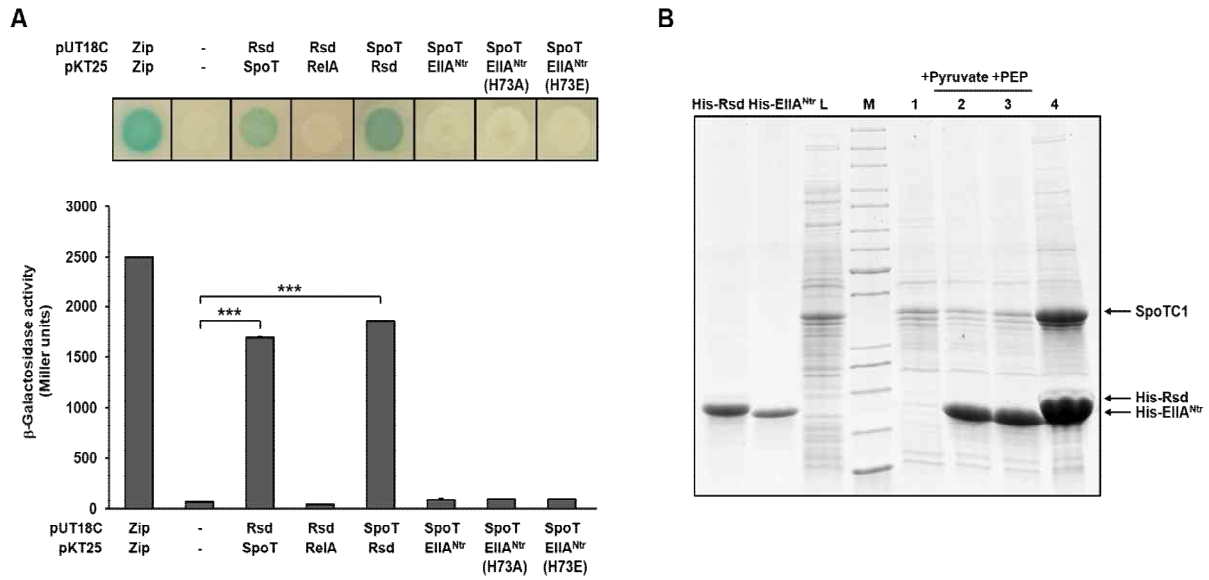 A
pUT18C Zip - Rsd Rsd SpoT SpoT SpoT SpoT
pKT25 Zip - SpoT RelA Rsd EIIANtr EIIANtr EIIANtr
(H73A) (H73E)
3000
2500
2000
1500
1000
500
0
β-Galactosidase activity
(Miller units)
***
***
pUT18C Zip - Rsd Rsd SpoT SpoT SpoT SpoT
pKT25 Zip - SpoT RelA Rsd EIIANtr EIIANtr EIIANtr
(H73A) (H73E)
B
+Pyruvate +PEP
His-Rsd His-EIIANtr L M 1 2 3 4
SpoTC1
His-Rsd
His-EIIANtr